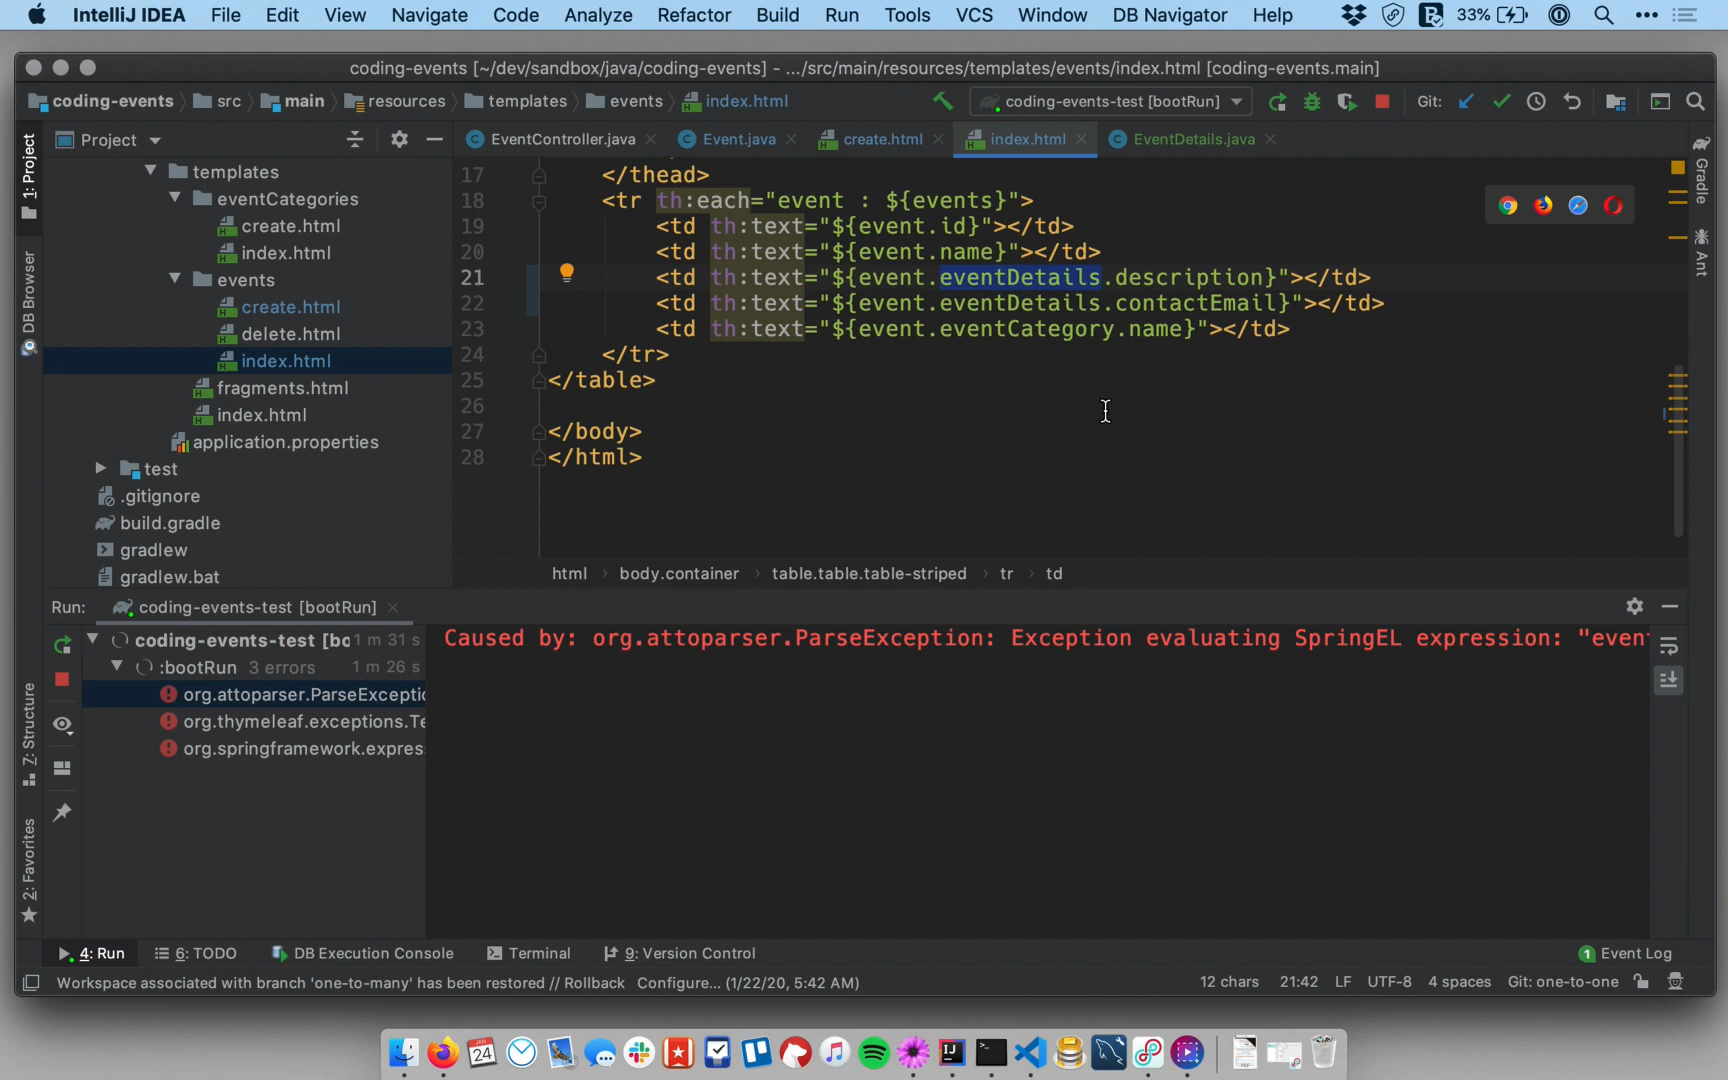 IntelliJ IDEA File Edit View Navigate Code Analyze Refactor Build Run Tools VCS Window DB Navigator Help 33%
coding-events [~/dev/sandbox/java/coding-events] - .../src/main/resources/templates/events/index.html [coding-events.main]
coding-events src main resources templates events index.html coding-events-test [bootRun] Git:
Project EventController.java Event.java create.html index.html EventDetails.java
templates
eventCategories
create.html
index.html
events
create.html
delete.html
index.html
fragments.html
index.html
application.properties
test
.gitignore
build.gradle
gradlew
gradlew.bat
17 </thead>
18 <tr th:each="event : ${events}">
19 <td th:text="${event.id}"></td>
20 <td th:text="${event.name}"></td>
21 <td th:text="${event.eventDetails.description}"></td>
22 <td th:text="${event.eventDetails.contactEmail}"></td>
23 <td th:text="${event.eventCategory.name}"></td>
24 </tr>
25 </table>
26
27 </body>
28 </html>
html body.container table.table.table-striped tr td
1: Project
DB Browser
Z: Structure
2: Favorites
Gradle
Ant
Run: coding-events-test [bootRun]
coding-events-test [bo 1 m 31 s
:bootRun 3 errors 1 m 26 s
org.attoparser.ParseExceptio
org.thymeleaf.exceptions.Te
org.springframework.expres
Caused by: org.attoparser.ParseException: Exception evaluating SpringEL expression: "even
4: Run 6: TODO DB Execution Console Terminal 9: Version Control 1 Event Log
Workspace associated with branch 'one-to-many' has been restored // Rollback Configure... (1/22/20, 5:42 AM) 12 chars 21:42 LF UTF-8 4 spaces Git: one-to-one
JAN
24
IJ